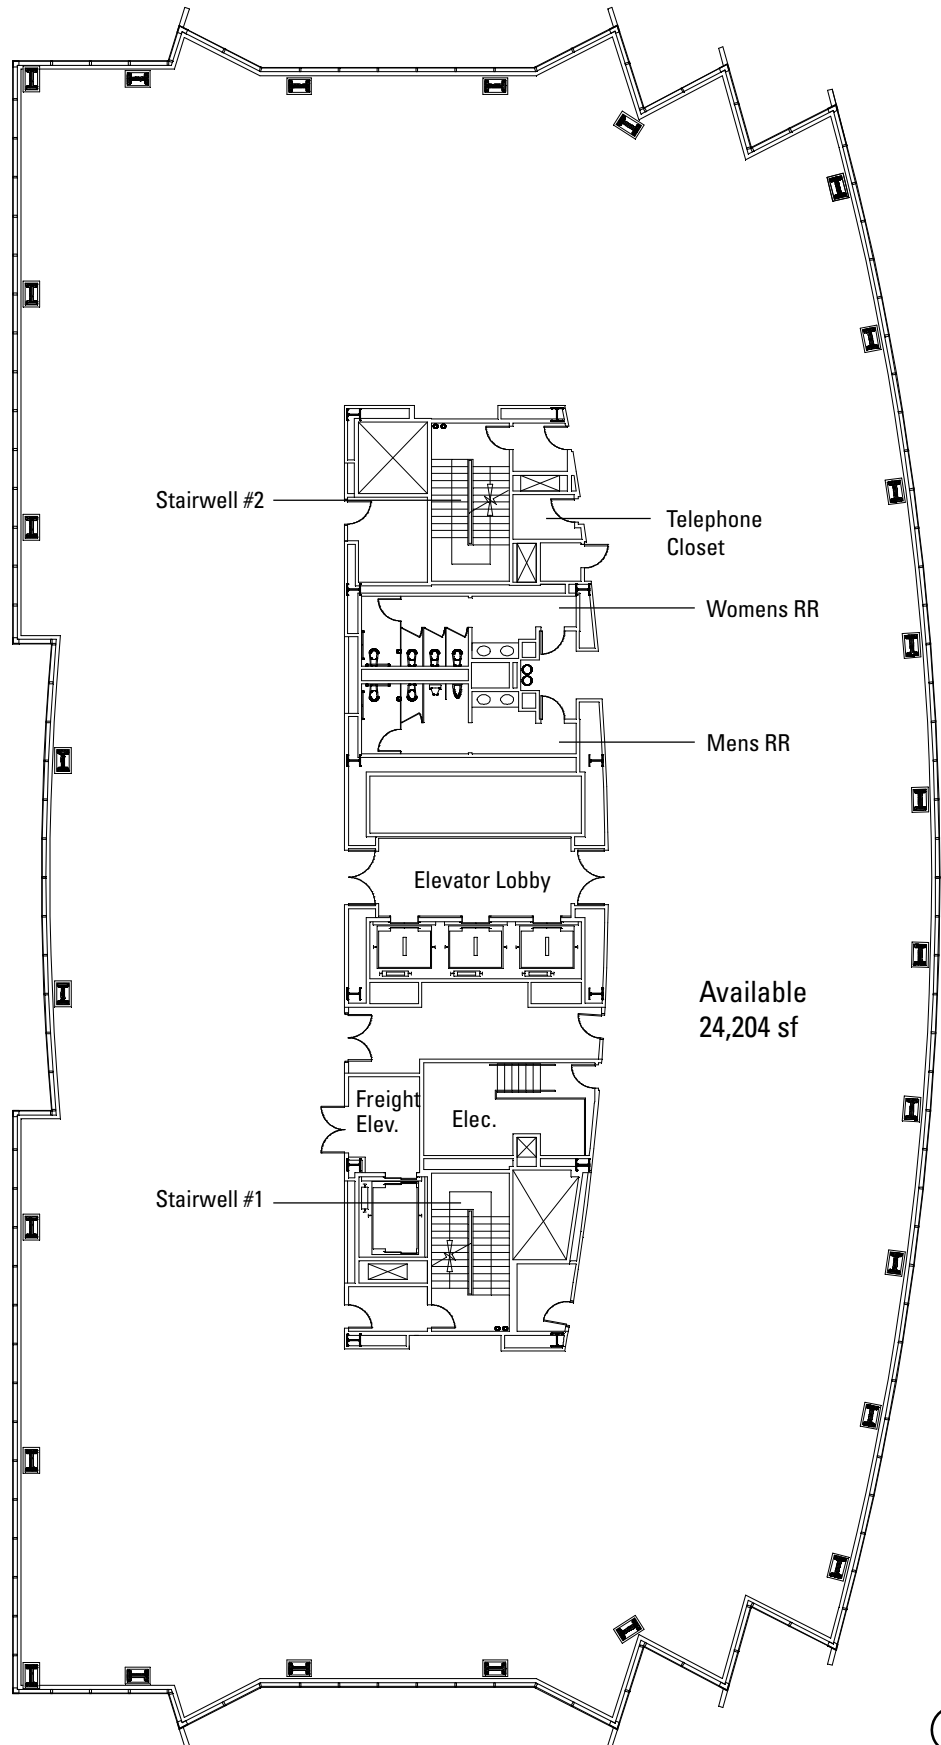 Stairwell #2
Telephone
Closet
Womens RR
Mens RR
Elevator Lobby
Available
24,204 sf
Freight
Elev.
Elec.
Stairwell #1